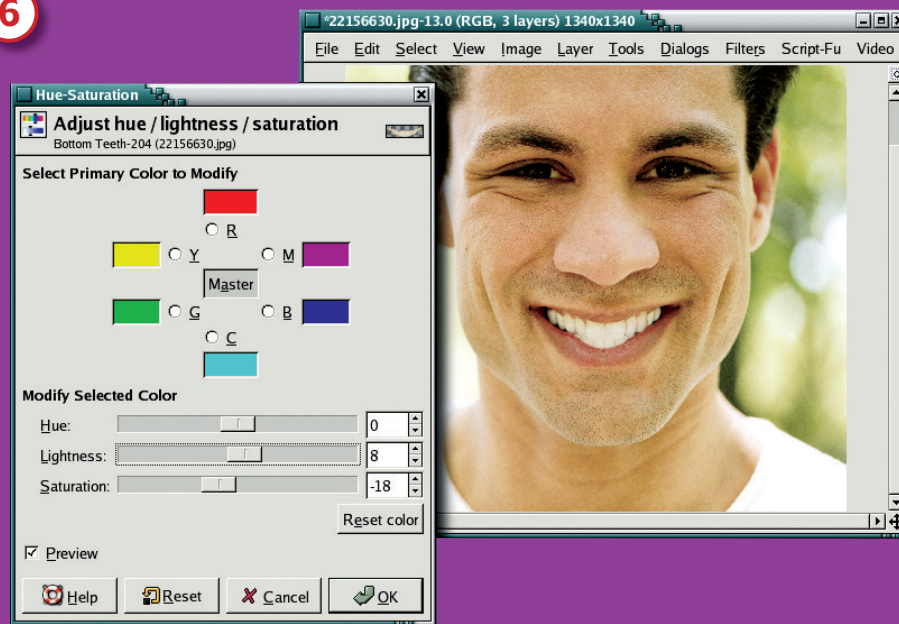 6
*22156630.jpg-13.0 (RGB, 3 layers) 1340x1340
File Edit Select View Image Layer Tools Dialogs Filters Script-Fu Video
Hue-Saturation
Adjust hue / lightness / saturation
Bottom Teeth-204 (22156630.jpg)
Select Primary Color to Modify
R
Y M
Master
G B
C
Modify Selected Color
Hue: 0
Lightness: 8
Saturation: -18
Reset color
Preview
Help Reset Cancel OK